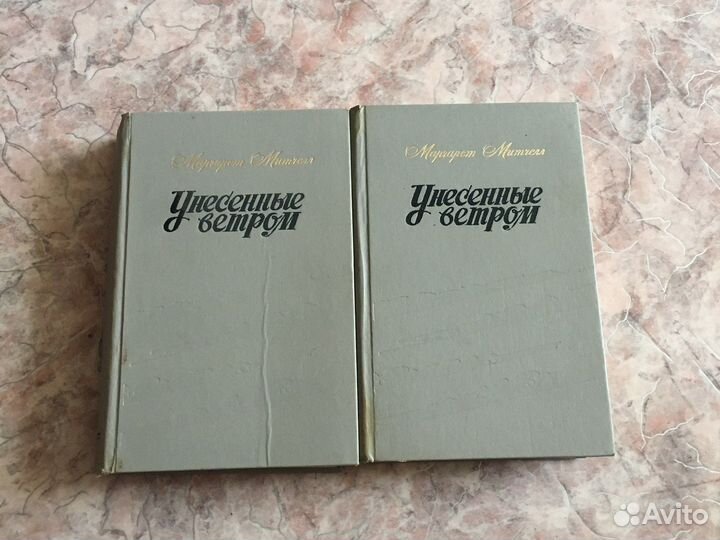 Маргарет Митчелл
Унесенные
ветром
Маргарет Митчелл
Унесенные
ветром
Avito